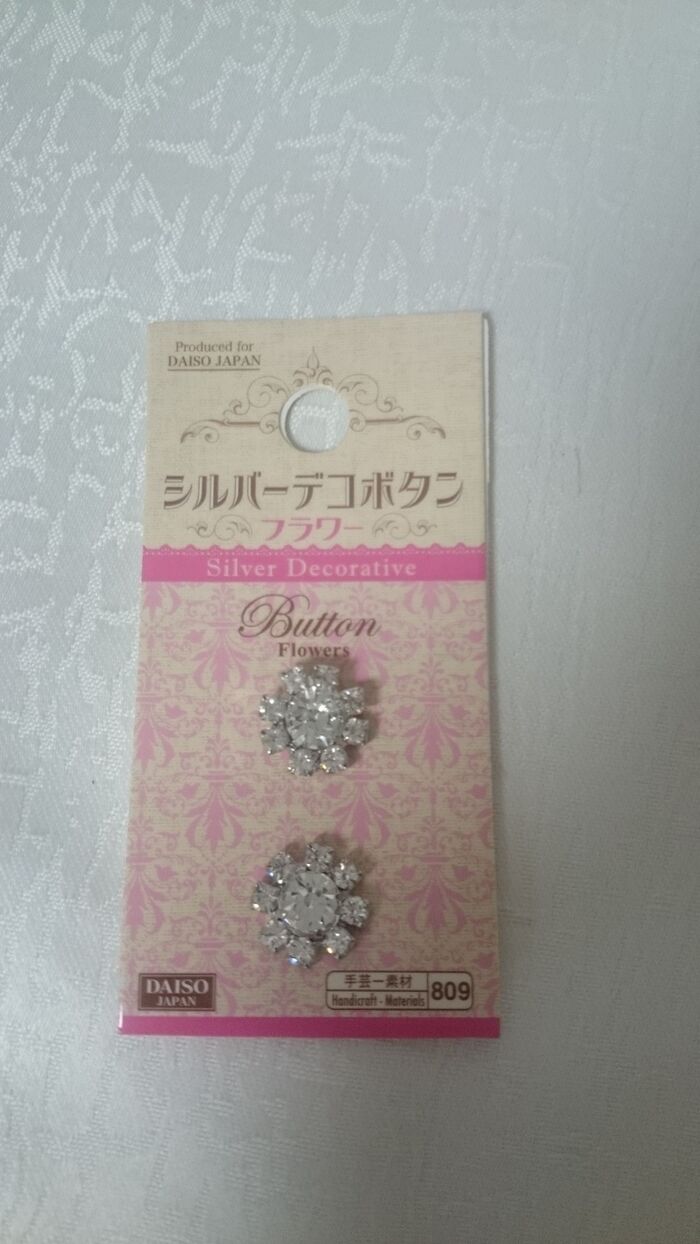 Produced for
DAISO JAPAN
シルバーデコボタン
フラワー
Silver Decorative
Button
Flowers
DAISO
JAPAN
手芸ー素材
Handicraft - Materials
809